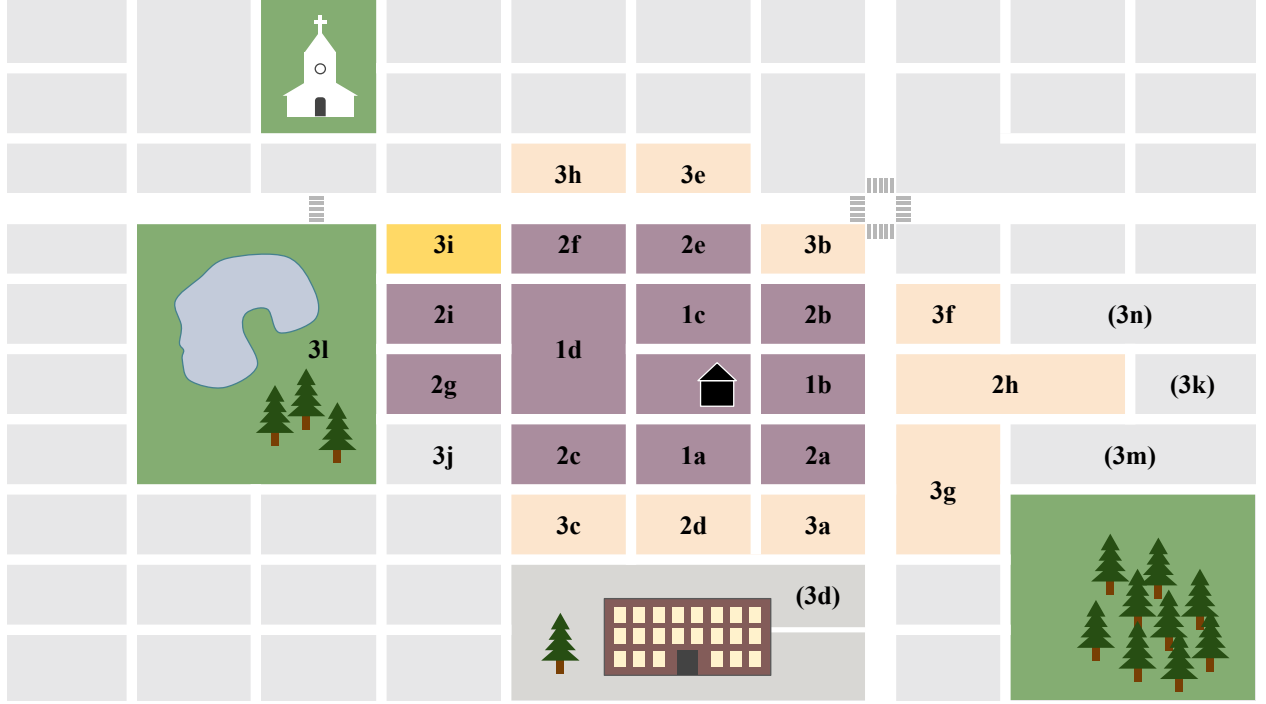 3h 3e
3i 2f 2e 3b
2i 1c 2b 3f (3n)
3l 1d
2g 1b 2h (3k)
3j 2c 1a 2a (3m)
3g
3c 2d 3a
(3d)